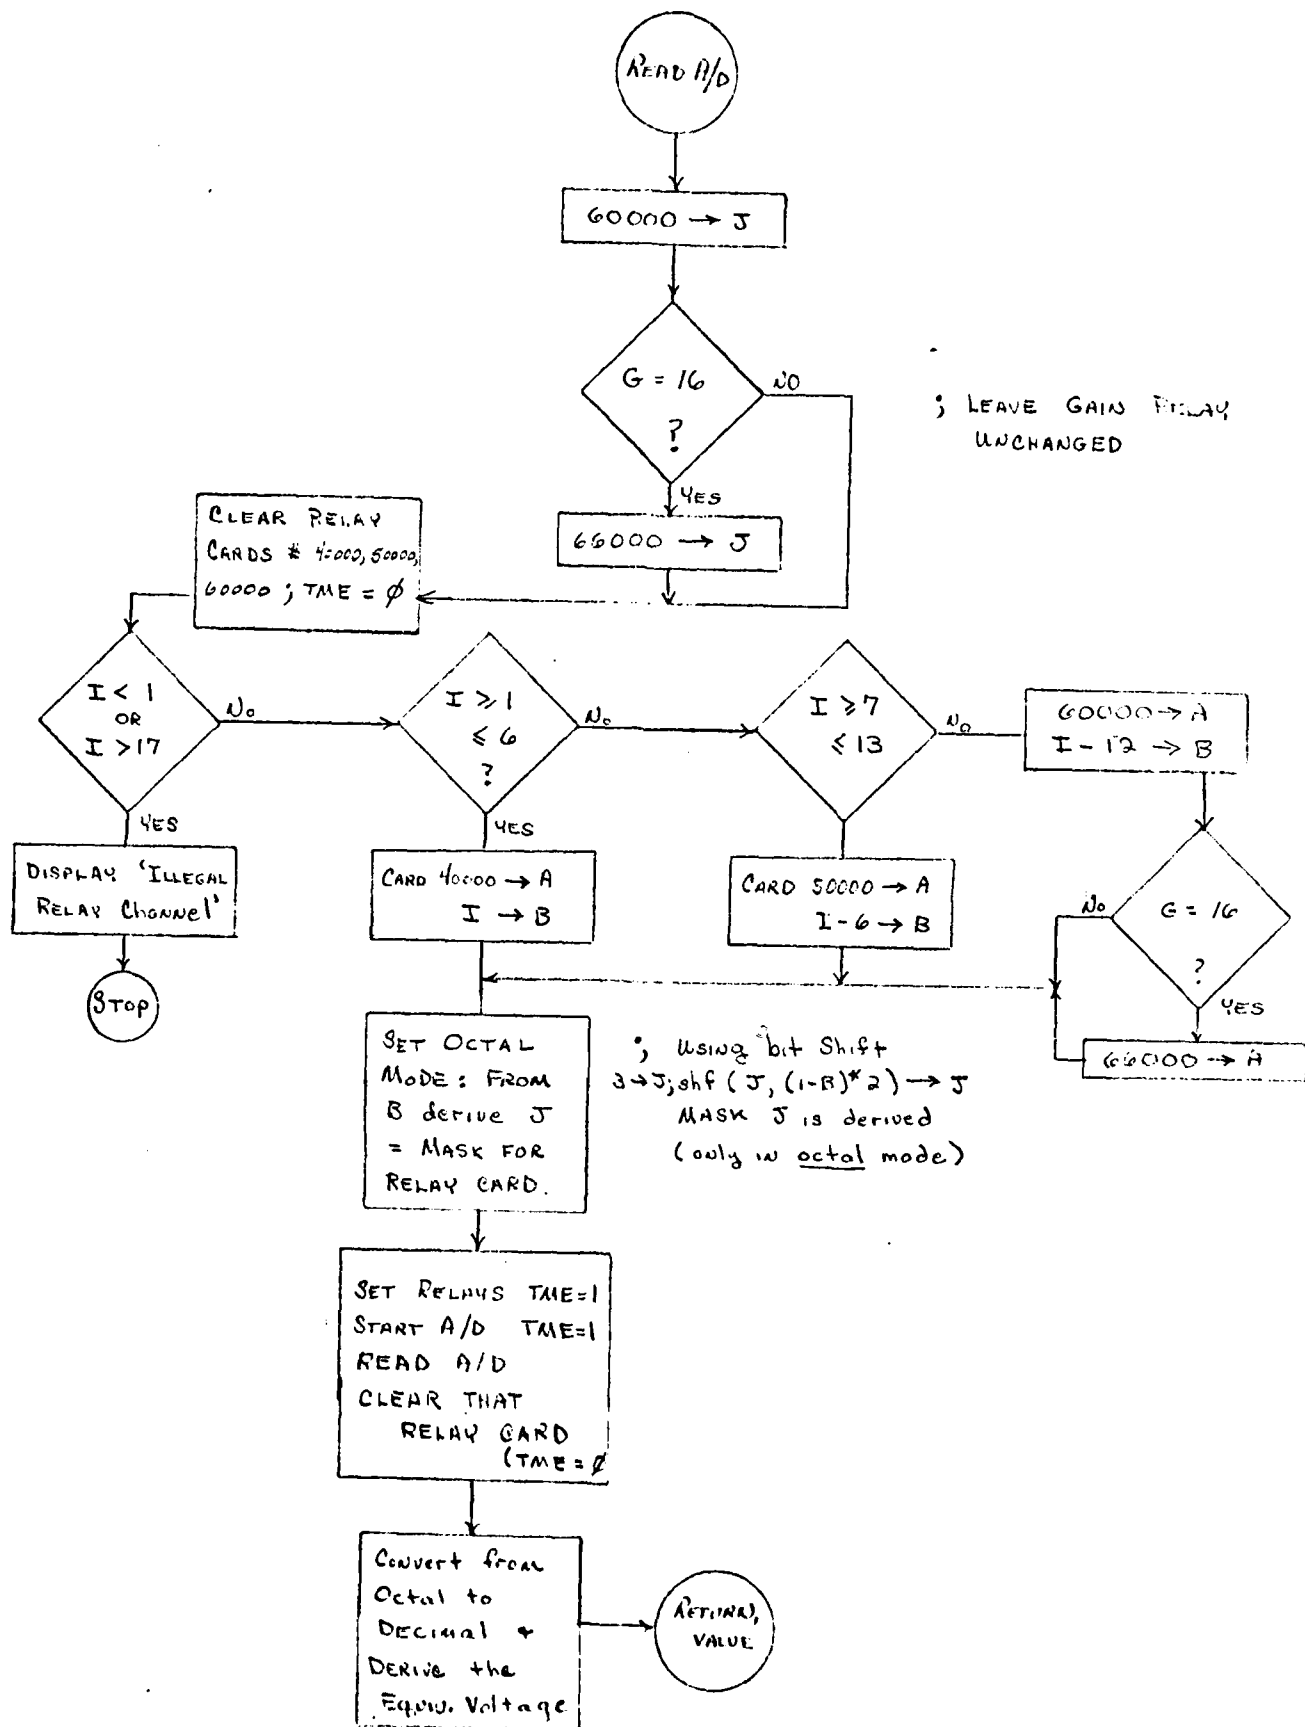 READ A/D
60000 → J
G = 16
?
NO
; LEAVE GAIN RELAY
UNCHANGED
YES
66000 → J
CLEAR RELAY
CARDS # 40000, 50000,
60000 ; TME = Ø
I < 1
OR
I > 17
No
YES
DISPLAY 'ILLEGAL
RELAY Channel'
STOP
I ≥ 1
≤ 6
?
No
YES
CARD 40000 → A
I → B
I ≥ 7
≤ 13
No
CARD 50000 → A
I - 6 → B
60000 → A
I - 12 → B
G = 16
?
No
YES
66000 → A
SET OCTAL
MODE: FROM
B derive J
= MASK FOR
RELAY CARD.
; USING bit Shift
3 → J; shf (J, (1-B)*2) → J
MASK J is derived
(only in octal mode)
SET RELAYS TME=1
START A/D TME=1
READ A/D
CLEAR THAT
RELAY CARD
(TME = Ø
Convert from
Octal to
DECIMAL &
DERIVE the
Equiv. Voltage
RETURN,
VALUE